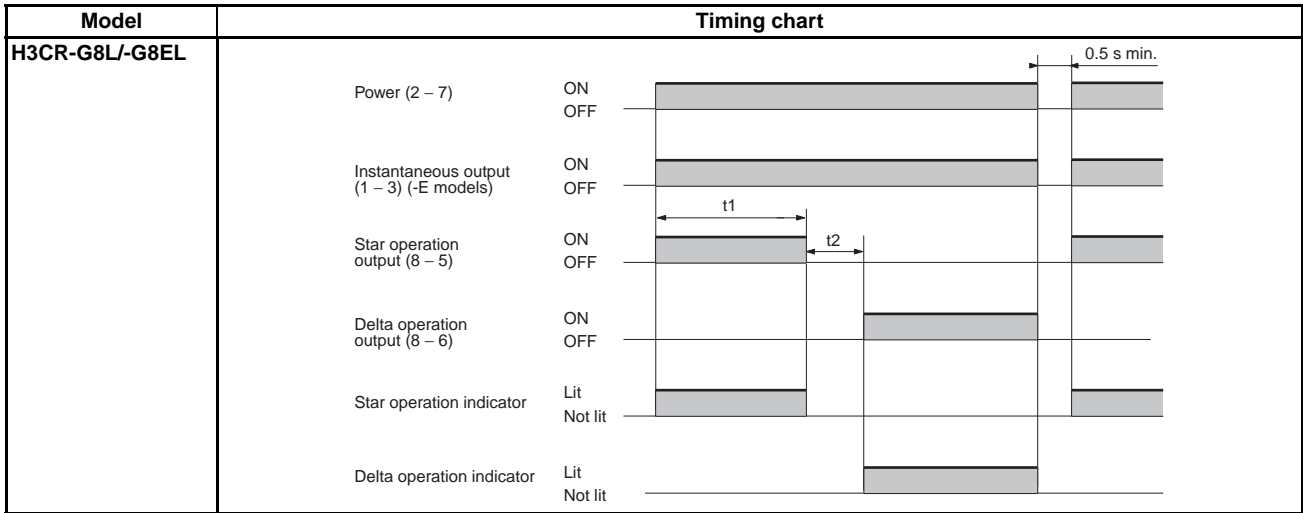 Model Timing chart
H3CR-G8L/-G8EL
0.5 s min.
Power (2 – 7) ON
OFF
Instantaneous output
(1 – 3) (-E models)
ON
OFF
t1
Star operation
output (8 – 5)
ON
OFF
t2
Delta operation
output (8 – 6)
ON
OFF
Star operation indicator
Lit
Not lit
Delta operation indicator
Lit
Not lit